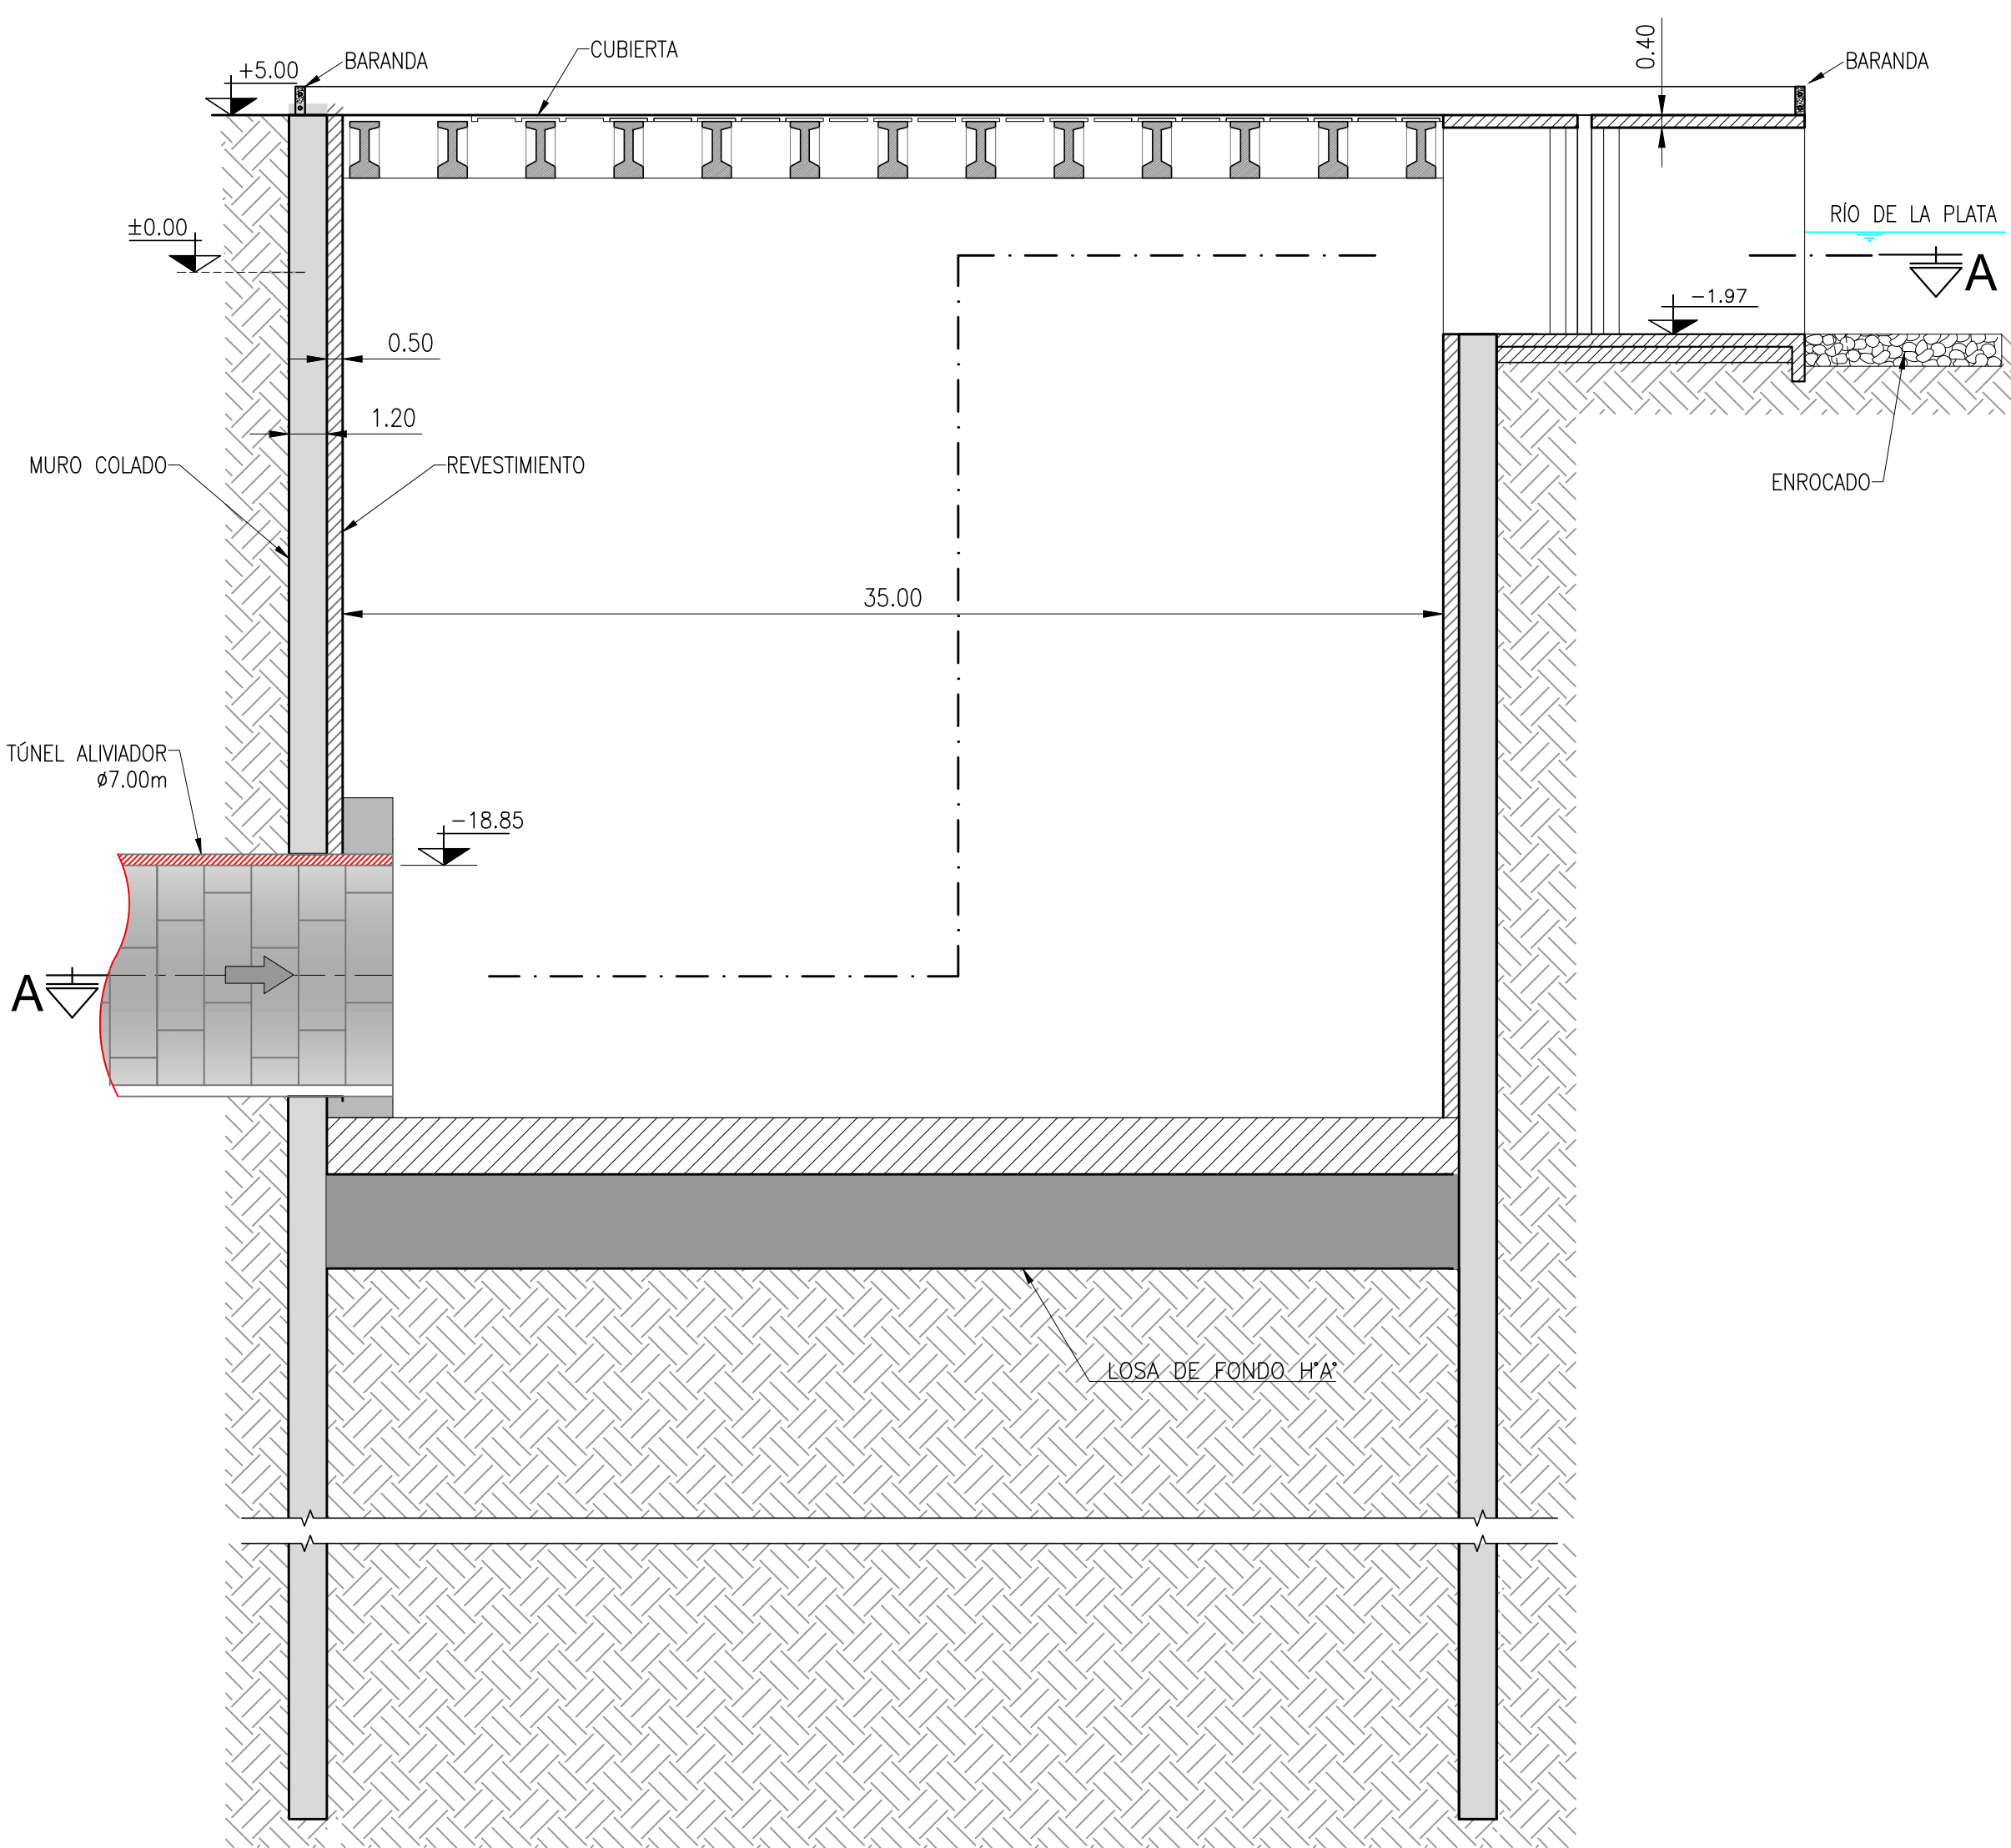 0.40
CUBIERTA
BARANDA
BARANDA
+5.00
RÍO DE LA PLATA
±0.00
A
-1.97
0.50
1.20
MURO COLADO
REVESTIMIENTO
ENROCADO
35.00
TÚNEL ALIVIADOR
ø7.00m
-18.85
A
LOSA DE FONDO H°A°